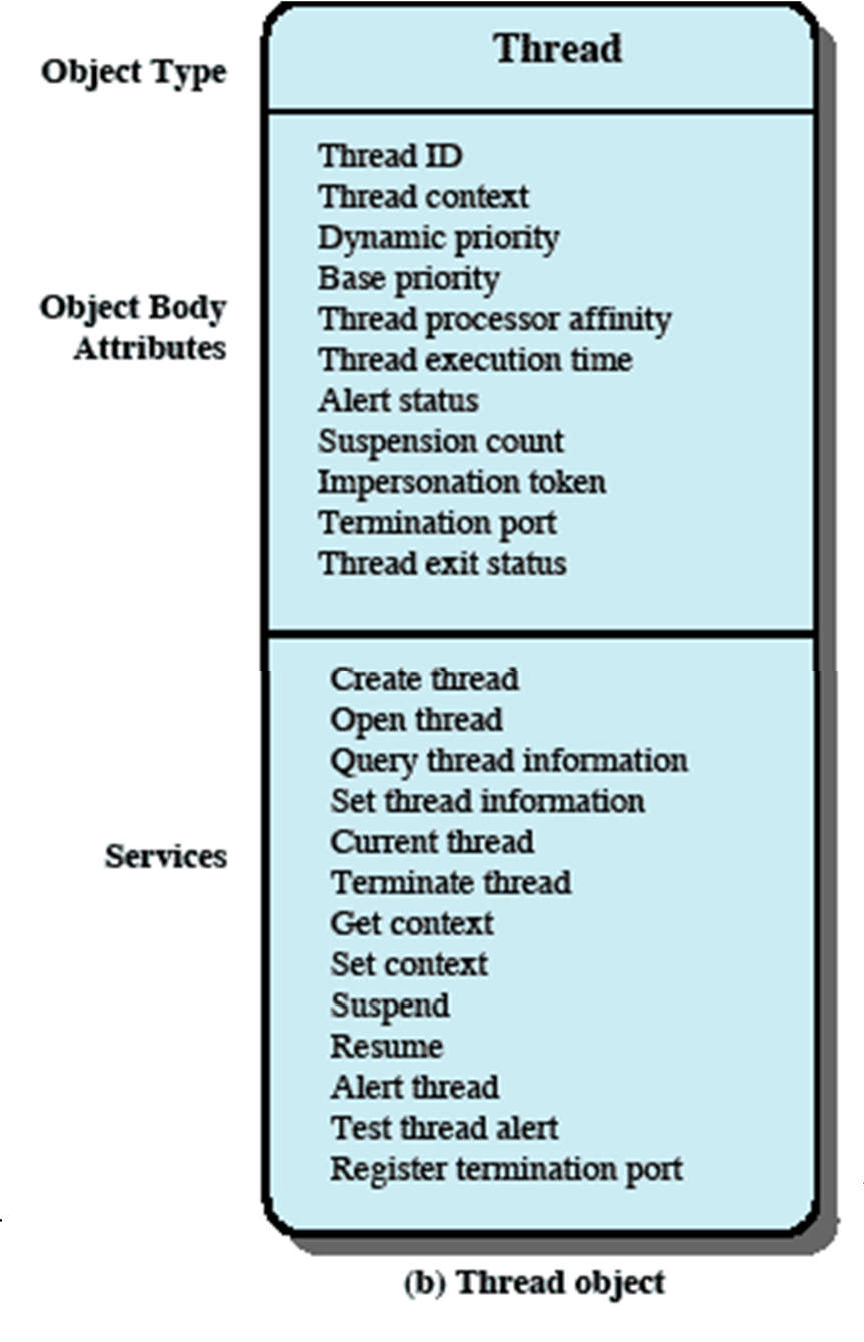 Object Type
Thread
Object Body
Attributes
Thread ID
Thread context
Dynamic priority
Base priority
Thread processor affinity
Thread execution time
Alert status
Suspension count
Impersonation token
Termination port
Thread exit status
Services
Create thread
Open thread
Query thread information
Set thread information
Current thread
Terminate thread
Get context
Set context
Suspend
Resume
Alert thread
Test thread alert
Register termination port
(b) Thread object